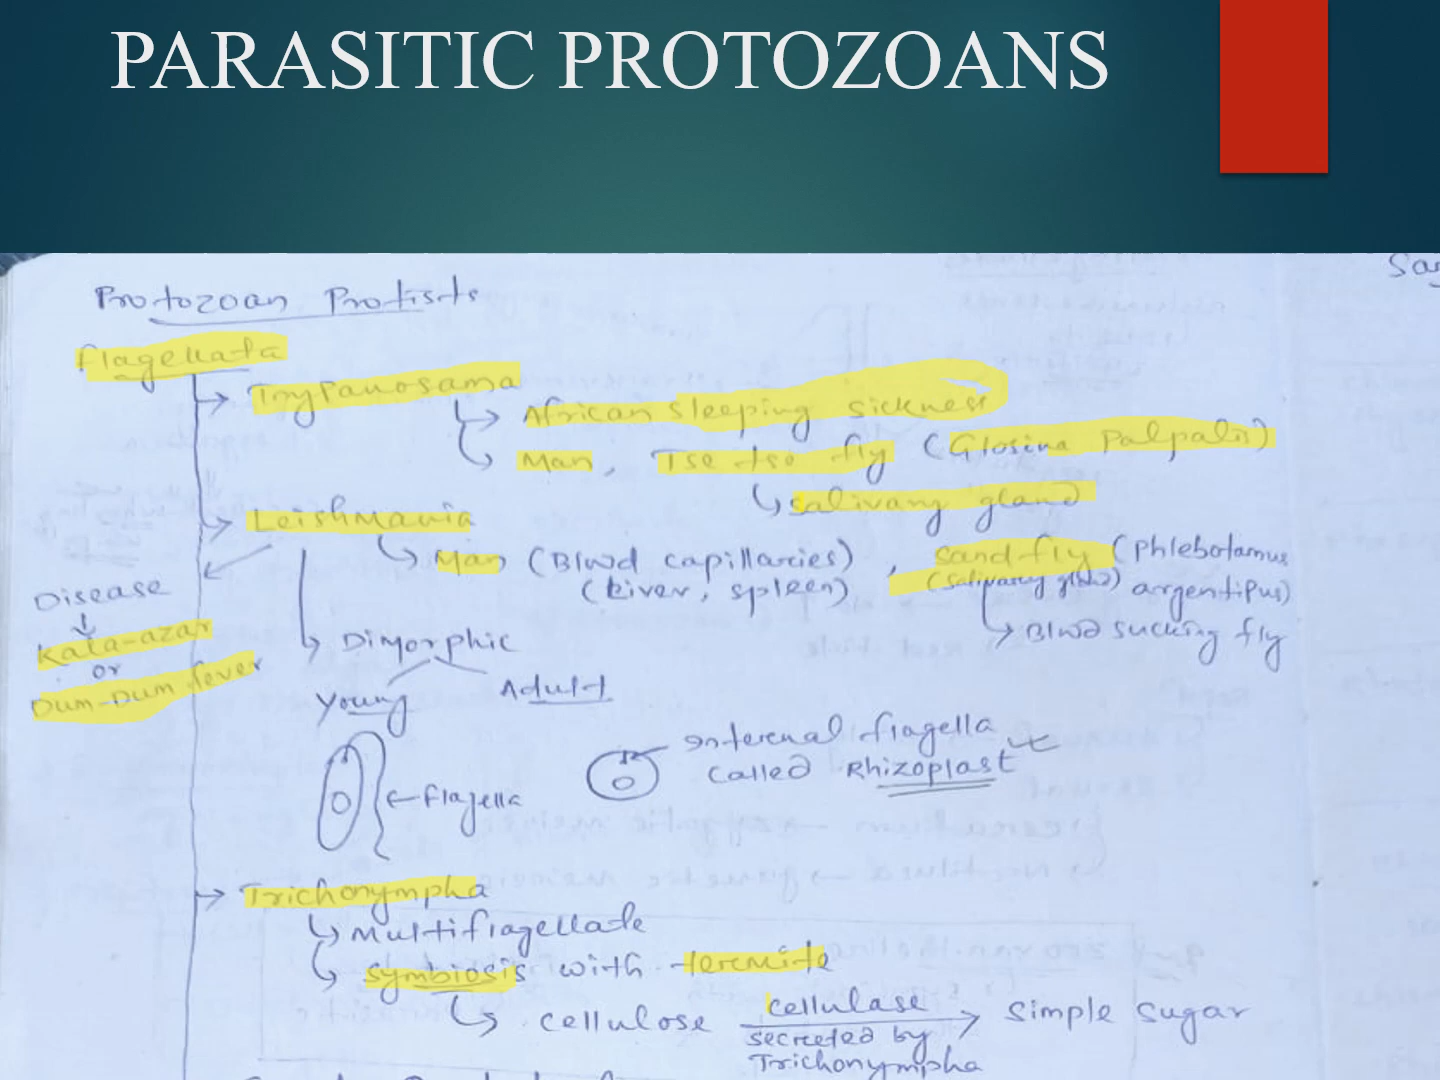 PARASITIC PROTOZOANS
Sa
Protozoan Protists
flagellata
Trypanosama
African sleeping sickness
Man, Tse tse fly (Glosina Palpalis)
salivary gland
Leishmania
Man (Blood capillaries), sand fly (Phlebotamus
(Liver, spleen) (salivary gland) argentipus)
Blood sucking fly
Disease
Kala-azar
or
Dum-Dum fever
Dimorphic
Young Adult
flagella
Internal flagella
called Rhizoplast
Trichonympha
Multiflagellate
symbiosis with termite
cellulose cellulase simple sugar
secreted by
Trichonympha